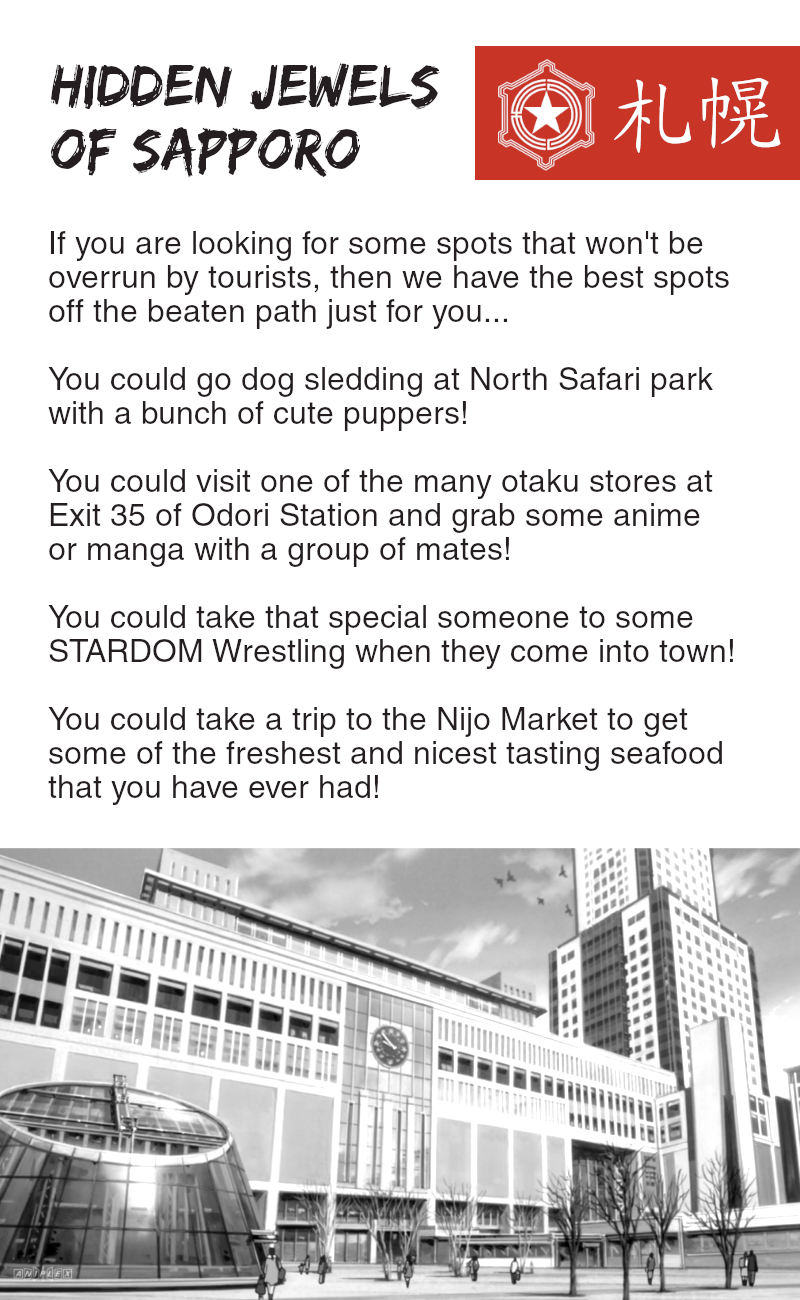 HIDDEN JEWELS
OF SAPPORO
札幌
If you are looking for some spots that won't be
overrun by tourists, then we have the best spots
off the beaten path just for you...
You could go dog sledding at North Safari park
with a bunch of cute puppers!
You could visit one of the many otaku stores at
Exit 35 of Odori Station and grab some anime
or manga with a group of mates!
You could take that special someone to some
STARDOM Wrestling when they come into town!
You could take a trip to the Nijo Market to get
some of the freshest and nicest tasting seafood
that you have ever had!
ANIPLEX